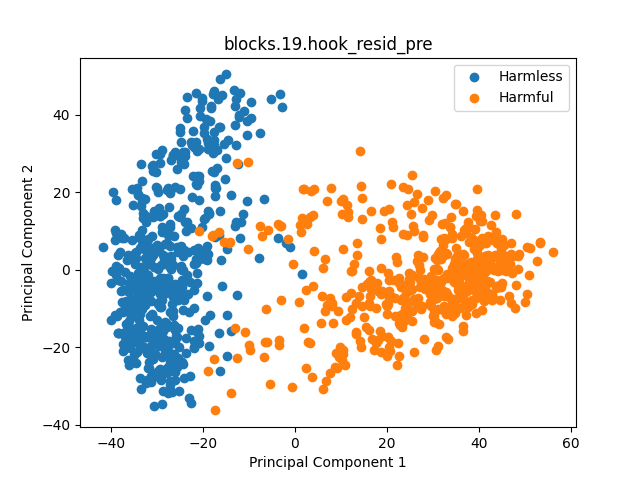 blocks.19.hook_resid_pre
Harmless
Harmful
Principal Component 2
40
20
0
−20
−40
−40 −20 0 20 40 60
Principal Component 1